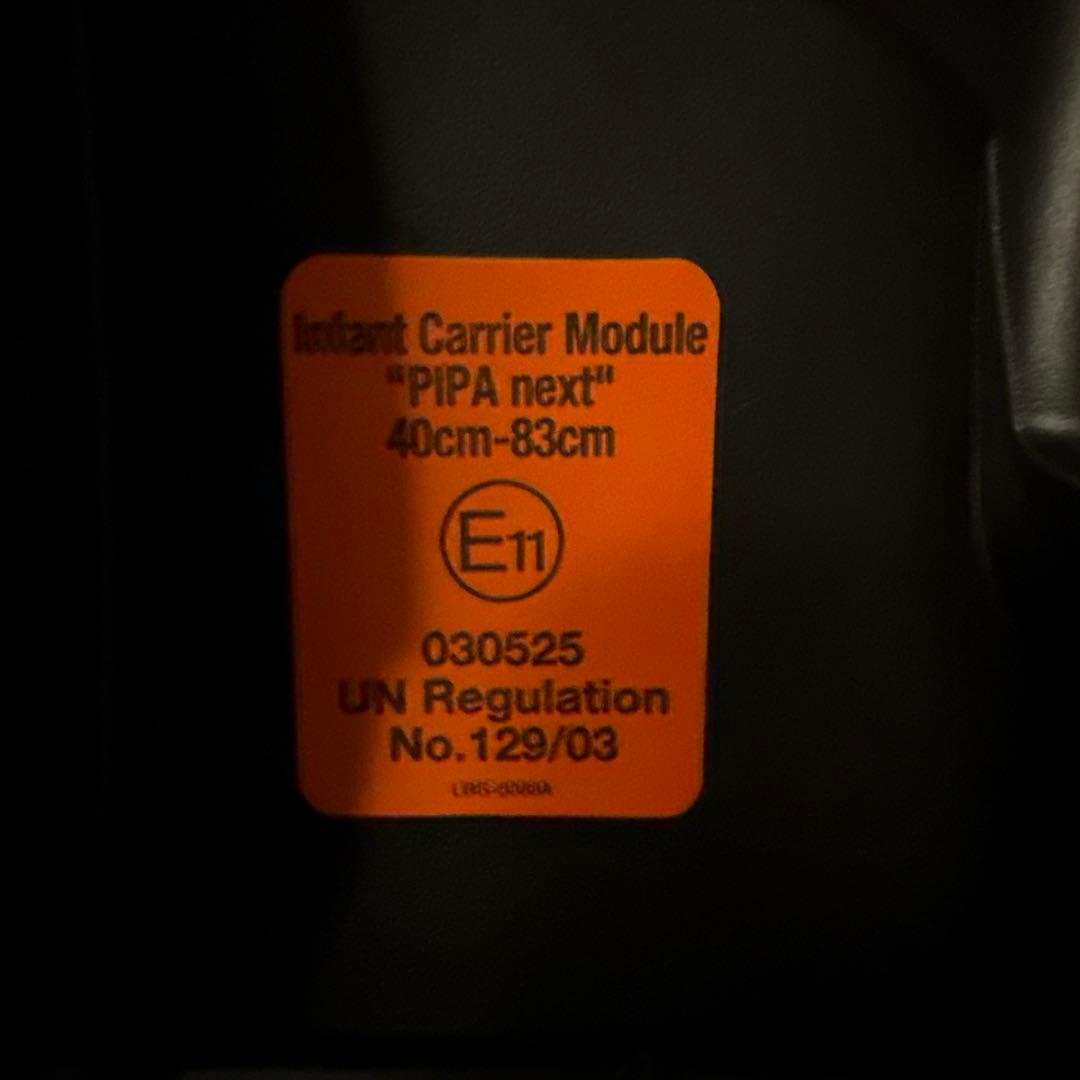 Infant Carrier Module
"PIPA next"
40cm-83cm
E11
030525
UN Regulation
No.129/03